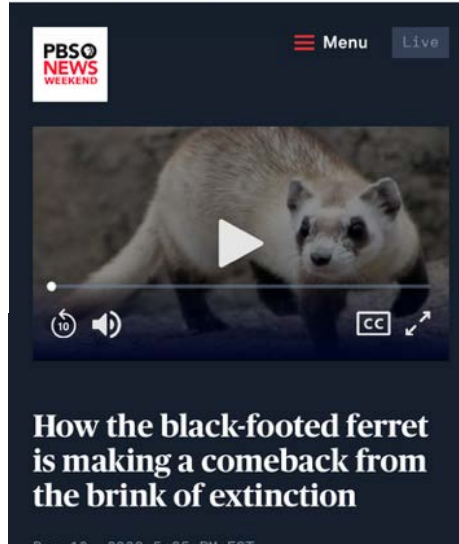 PBS
NEWS
WEEKEND
Menu
Live
10
CC
How the black-footed ferret
is making a comeback from
the brink of extinction